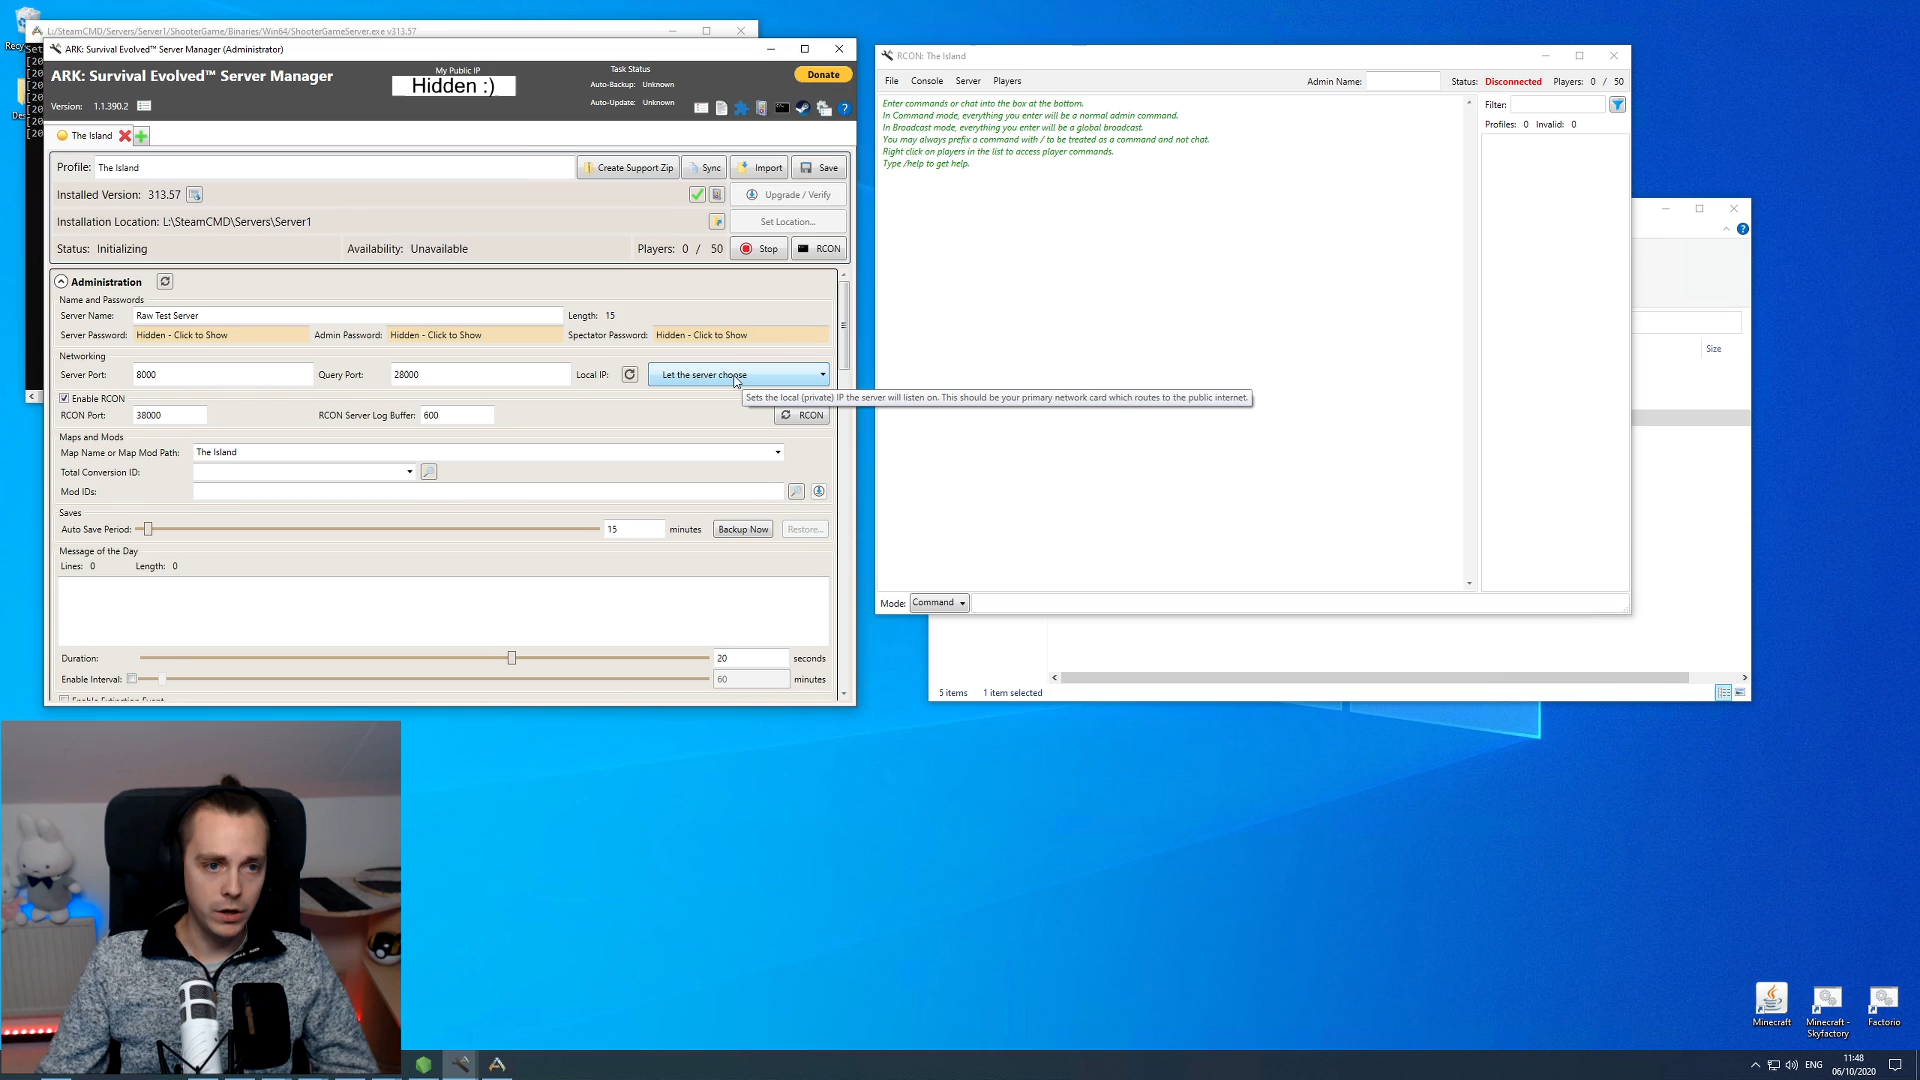 L:/SteamCMD/Servers/Server1/ShooterGame/Binaries/Win64/ShooterGameServer.exe v313.57
ARK: Survival Evolved™ Server Manager (Administrator)
ARK: Survival Evolved™ Server Manager
My Public IP
Hidden :)
Task Status
Auto-Backup: Unknown
Auto-Update: Unknown
Donate
Version: 1.1.390.2
The Island
Profile: The Island
Create Support Zip
Sync
Import
Save
Installed Version: 313.57
Upgrade / Verify
Installation Location: L:\SteamCMD\Servers\Server1
Set Location...
Status: Initializing
Availability: Unavailable
Players: 0 / 50
Stop
RCON
Administration
Name and Passwords
Server Name: Raw Test Server
Length: 15
Server Password: Hidden - Click to Show
Admin Password: Hidden - Click to Show
Spectator Password: Hidden - Click to Show
Networking
Server Port: 8000
Query Port: 28000
Local IP:
Let the server choose
Sets the local (private) IP the server will listen on. This should be your primary network card which routes to the public internet.
Enable RCON
RCON Port: 38000
RCON Server Log Buffer: 600
RCON
Maps and Mods
Map Name or Map Mod Path: The Island
Total Conversion ID:
Mod IDs:
Saves
Auto Save Period:
15 minutes
Backup Now
Restore...
Message of the Day
Lines: 0
Length: 0
Duration:
20 seconds
Enable Interval:
60 minutes
Enable Extinction Event
RCON: The Island
File
Console
Server
Players
Admin Name:
Status: Disconnected
Players: 0 / 50
Enter commands or chat into the box at the bottom.
In Command mode, everything you enter will be a normal admin command.
In Broadcast mode, everything you enter will be a global broadcast.
You may always prefix a command with / to be treated as a command and not chat.
Right click on players in the list to access player commands.
Type /help to get help.
Filter:
Profiles: 0 Invalid: 0
Mode: Command
Size
5 items
1 item selected
Minecraft
Minecraft - Skyfactory
Factorio
ENG
11:48
06/10/2020